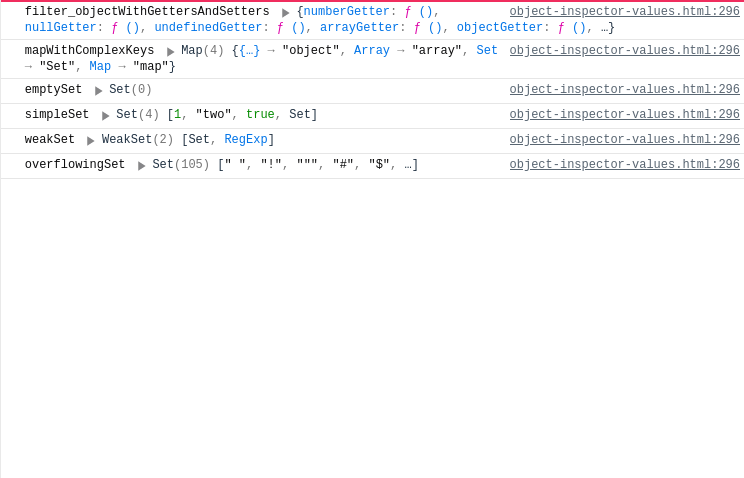 filter_objectWithGettersAndSetters ▶ {numberGetter: ƒ (), object-inspector-values.html:296
nullGetter: ƒ (), undefinedGetter: ƒ (), arrayGetter: ƒ (), objectGetter: ƒ (), …}
mapWithComplexKeys ▶ Map(4) {{…} → "object", Array → "array", Set object-inspector-values.html:296
→ "Set", Map → "map"}
emptySet ▶ Set(0) object-inspector-values.html:296
simpleSet ▶ Set(4) [1, "two", true, Set] object-inspector-values.html:296
weakSet ▶ WeakSet(2) [Set, RegExp] object-inspector-values.html:296
overflowingSet ▶ Set(105) [" ", "!", """, "#", "$", …] object-inspector-values.html:296